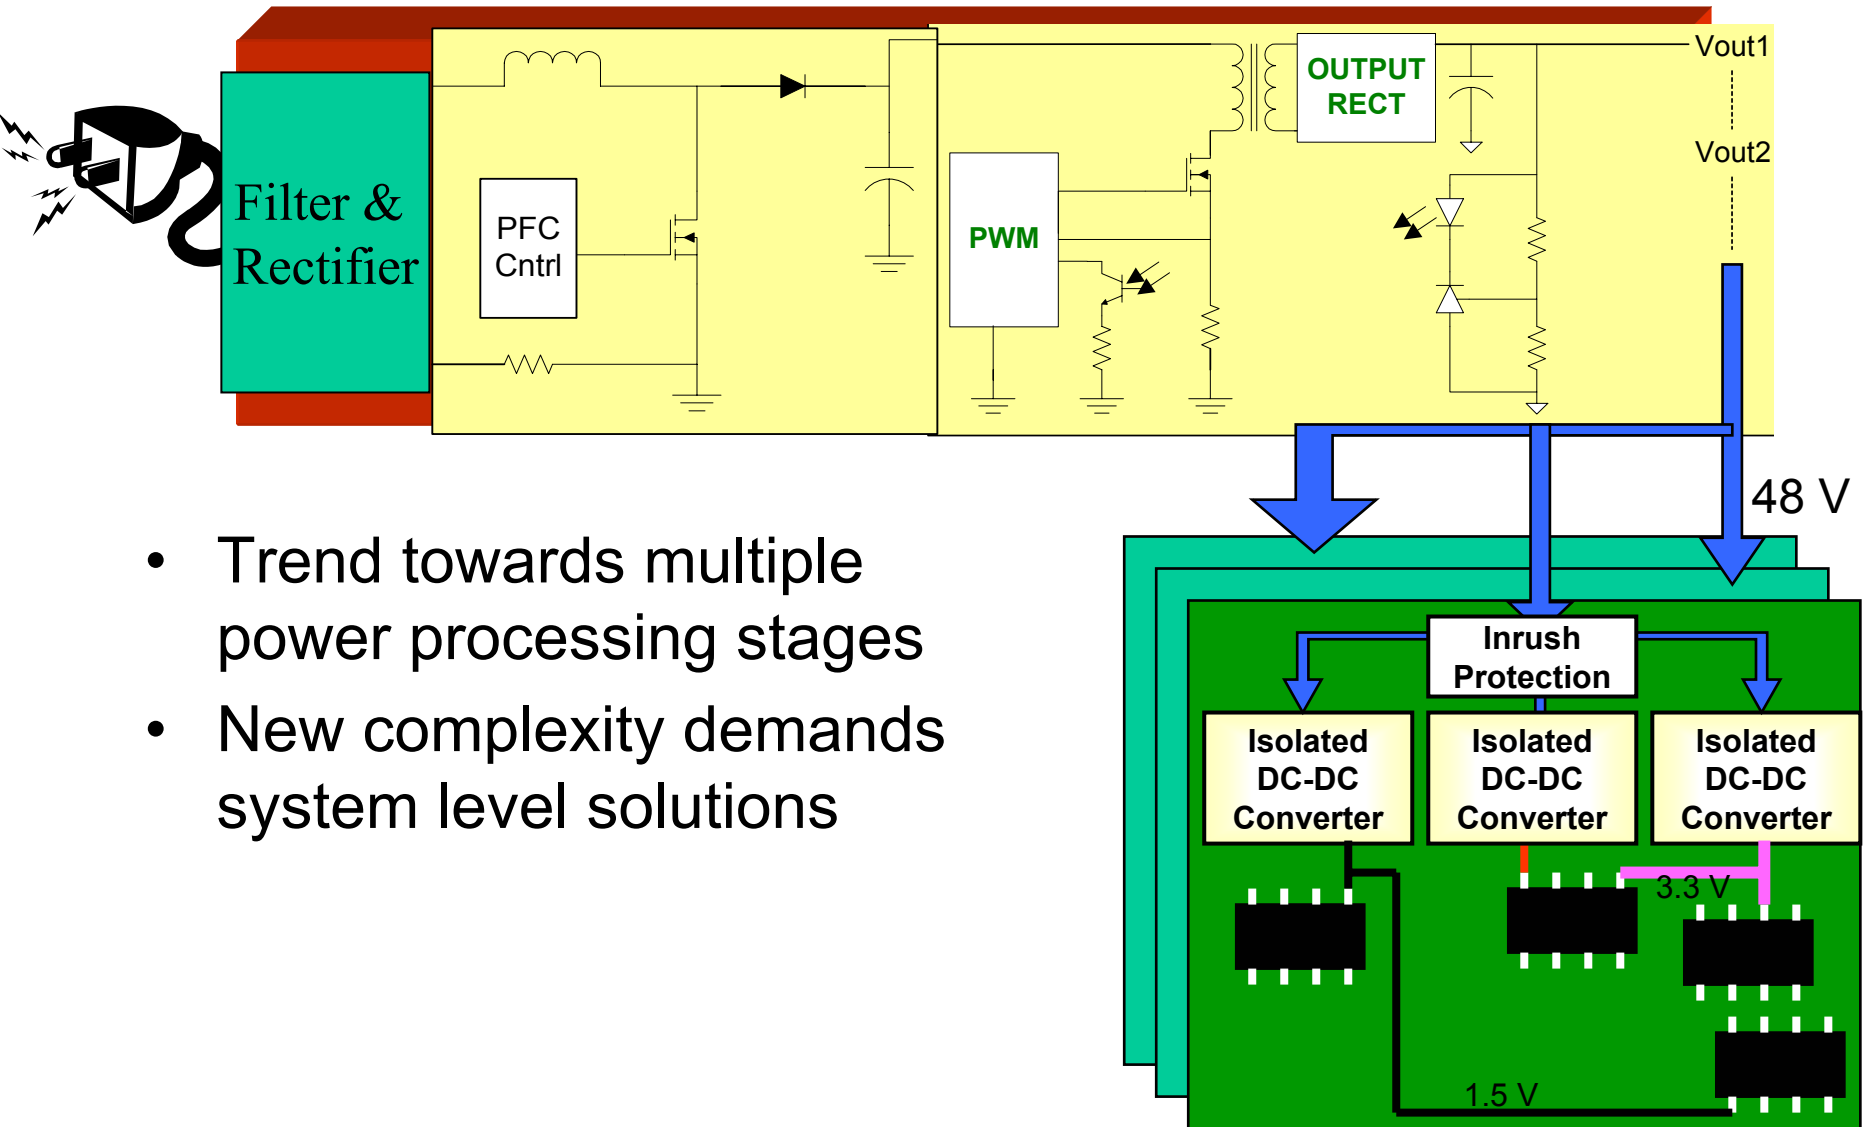 Filter &
Rectifier
PFC
Cntrl
PWM
OUTPUT
RECT
Vout1
Vout2
48 V
• Trend towards multiple
power processing stages
• New complexity demands
system level solutions
Inrush
Protection
Isolated
DC-DC
Converter
Isolated
DC-DC
Converter
Isolated
DC-DC
Converter
3.3 V
1.5 V